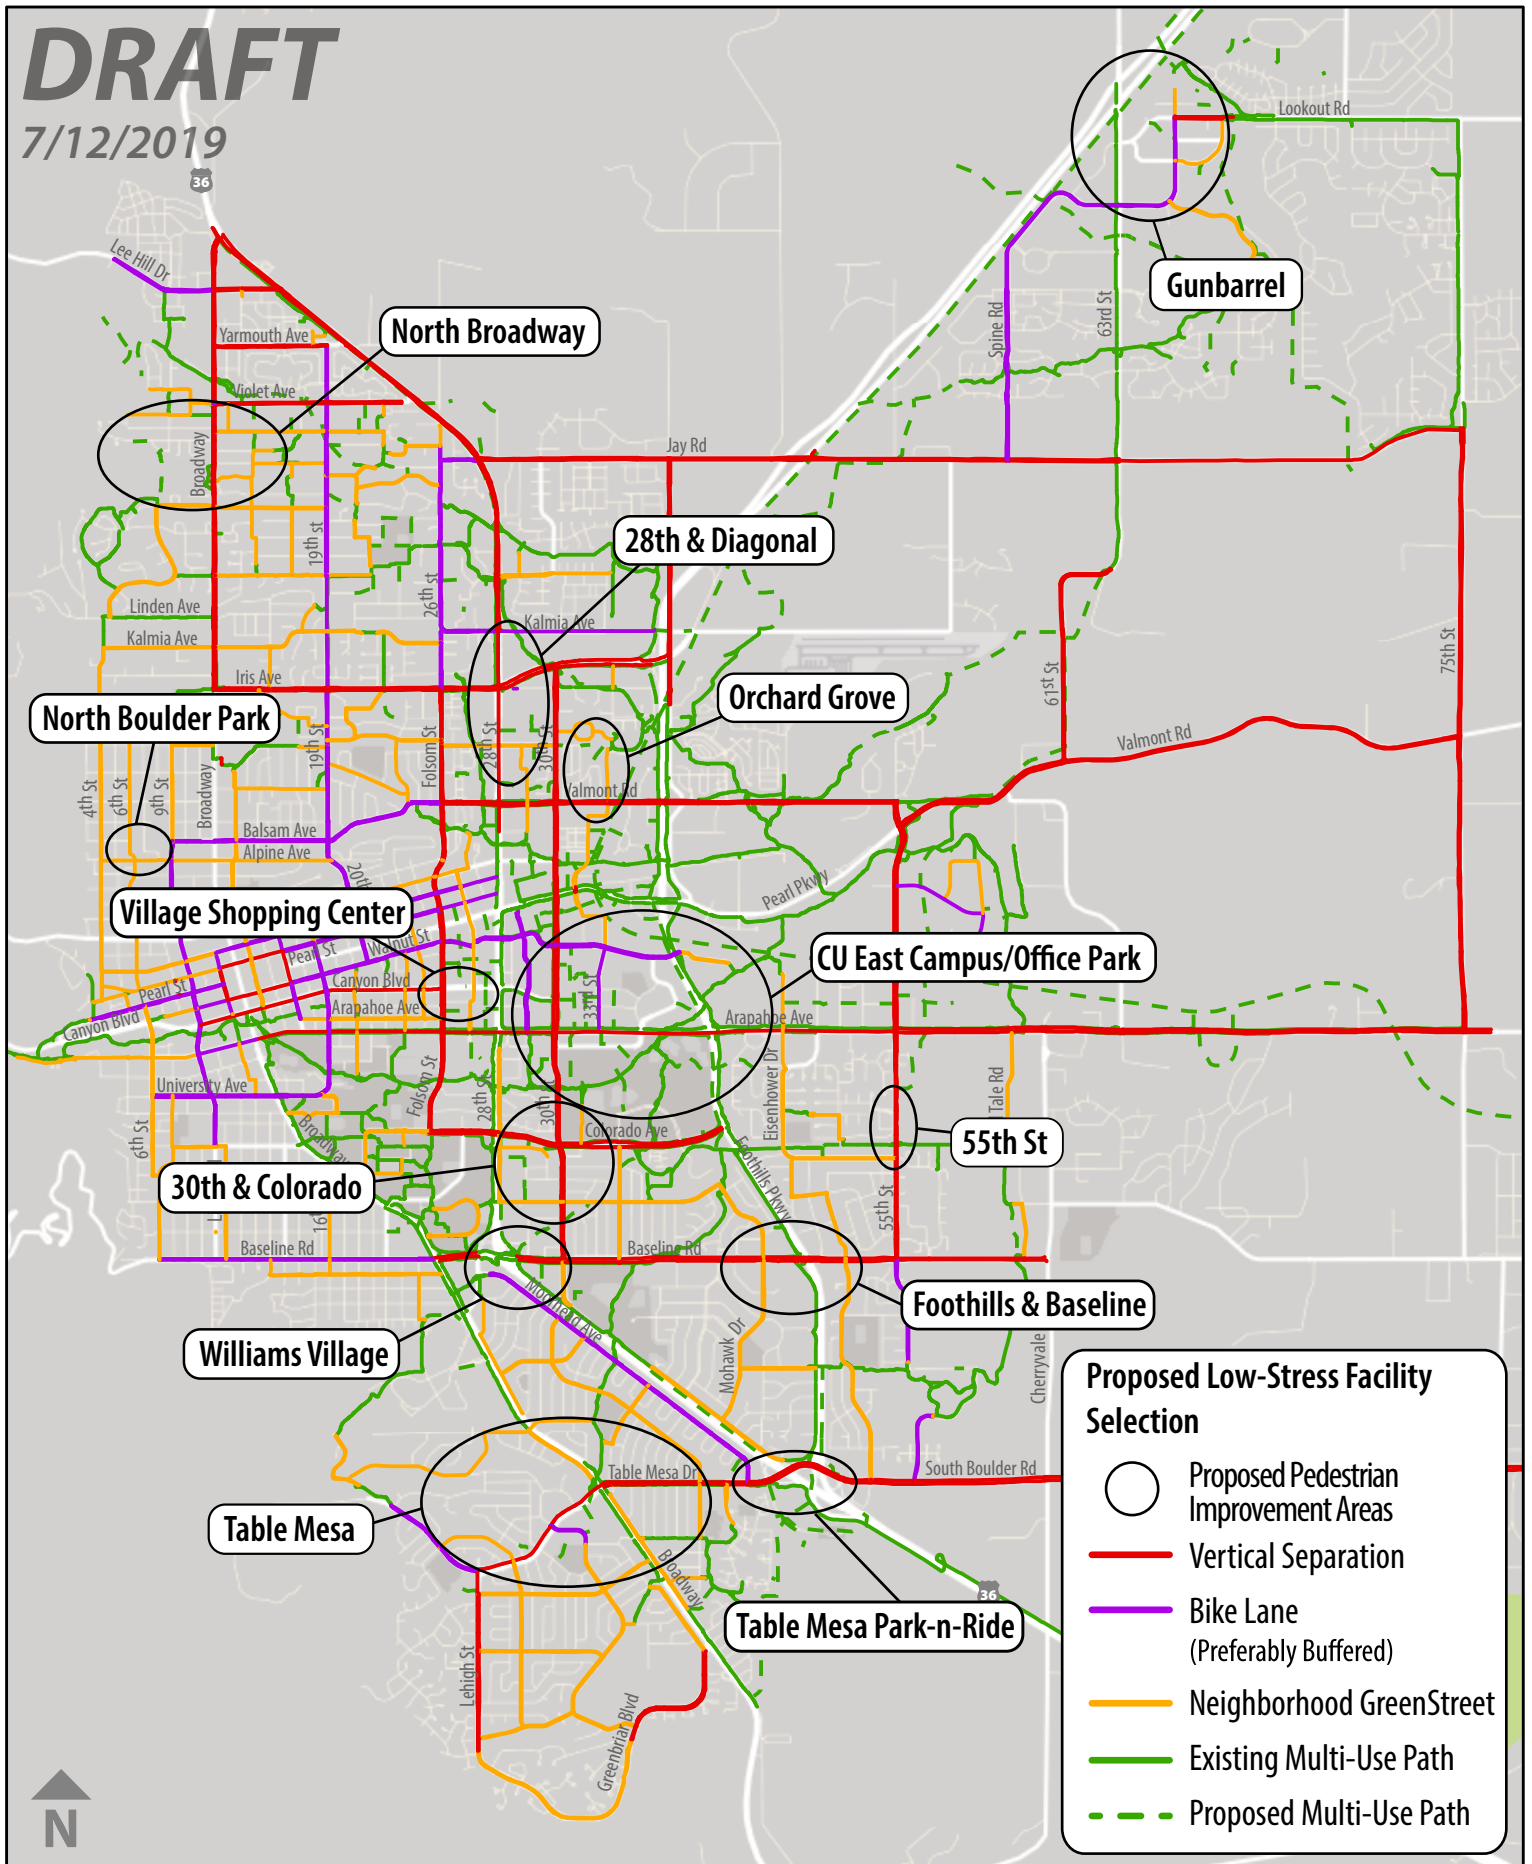 DRAFT
7/12/2019
36
Lookout Rd
Lee Hill Dr
Gunbarrel
63rd St
Spine Rd
North Broadway
Yarmouth Ave
Violet Ave
Broadway
Jay Rd
28th & Diagonal
19th st
26th st
Linden Ave
Kalmia Ave
Kalmia Ave
Iris Ave
Orchard Grove
61st St
75th St
North Boulder Park
Valmont Rd
4th St
6th St
9th St
Broadway
19th St
Folsom St
28th St
30th St
Valmont Rd
Balsam Ave
Alpine Ave
20th
Pearl Pkwy
Village Shopping Center
Pearl St
Walnut St
CU East Campus/Office Park
Canyon Blvd
Pearl St
33rd St
Arapahoe Ave
Arapahoe Ave
Canyon Blvd
University Ave
Folsom St
28th St
30th St
Eisenhower Dr
Tale Rd
6th St
Broadway
Colorado Ave
Foothills Pkwy
55th St
30th & Colorado
16t
55th St
Baseline Rd
Baseline Rd
Moorhead Ave
Foothills & Baseline
Williams Village
Mohawk Dr
Cherryvale
Proposed Low-Stress Facility
Selection
Proposed Pedestrian
Improvement Areas
Vertical Separation
Bike Lane
(Preferably Buffered)
Neighborhood GreenStreet
Existing Multi-Use Path
Proposed Multi-Use Path
Table Mesa Dr
South Boulder Rd
Table Mesa
Broadway
36
Table Mesa Park-n-Ride
Lehigh St
Greenbriar Blvd
N